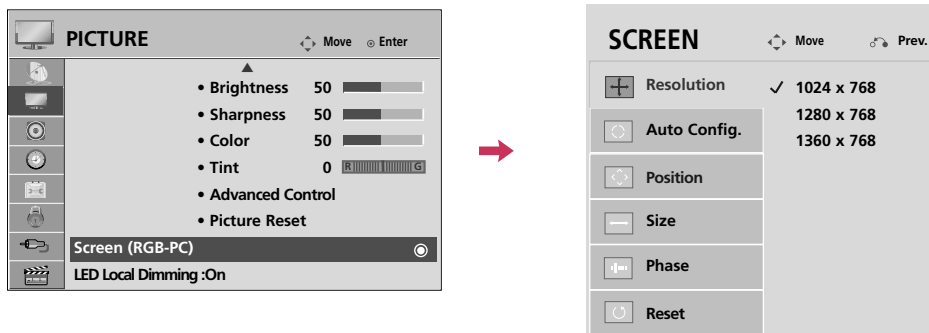 PICTURE
Move
Enter
• Brightness 50
• Sharpness 50
• Color 50
• Tint 0 R G
• Advanced Control
• Picture Reset
Screen (RGB-PC)
LED Local Dimming :On
SCREEN
Move
Prev.
Resolution
Auto Config.
Position
Size
Phase
Reset
✓ 1024 x 768
1280 x 768
1360 x 768